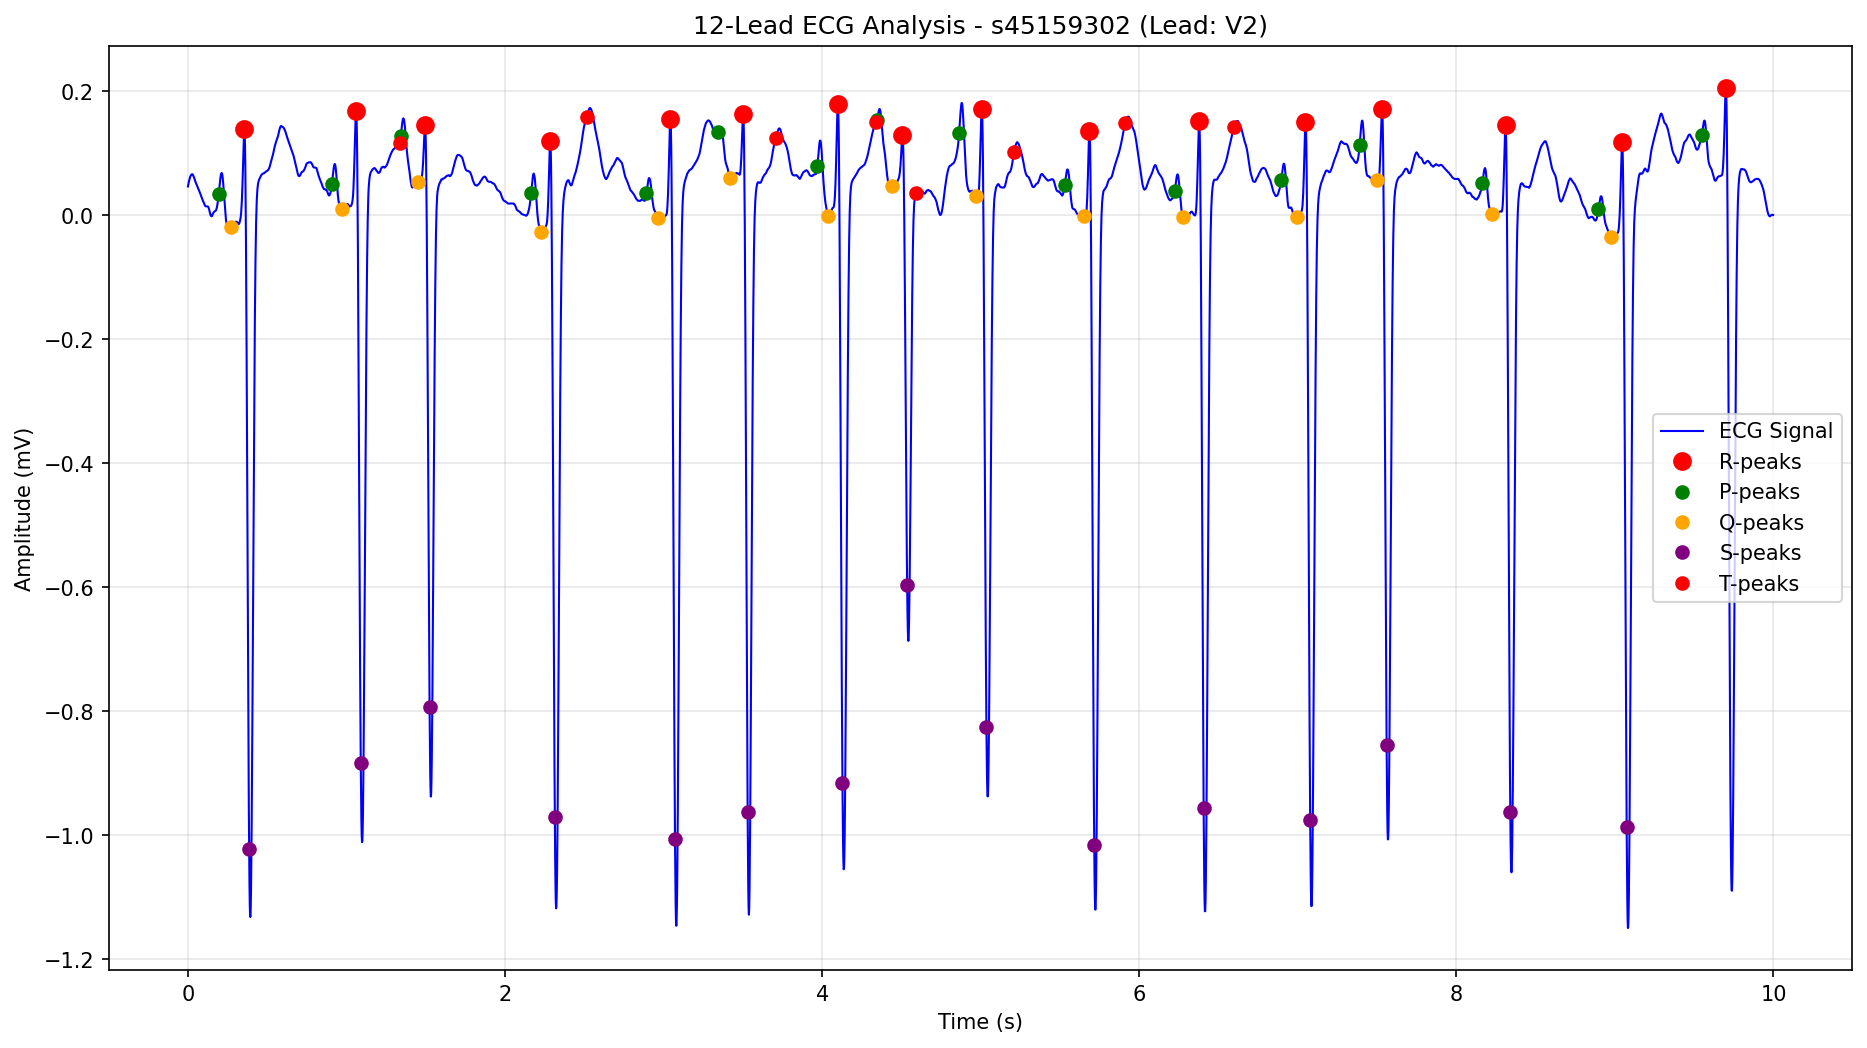 12-Lead ECG Analysis - s45159302 (Lead: V2)
0.2
0.0
−0.2
−0.4
−0.6
−0.8
−1.0
−1.2
Amplitude (mV)
ECG Signal
R-peaks
P-peaks
Q-peaks
S-peaks
T-peaks
0 2 4 6 8 10
Time (s)